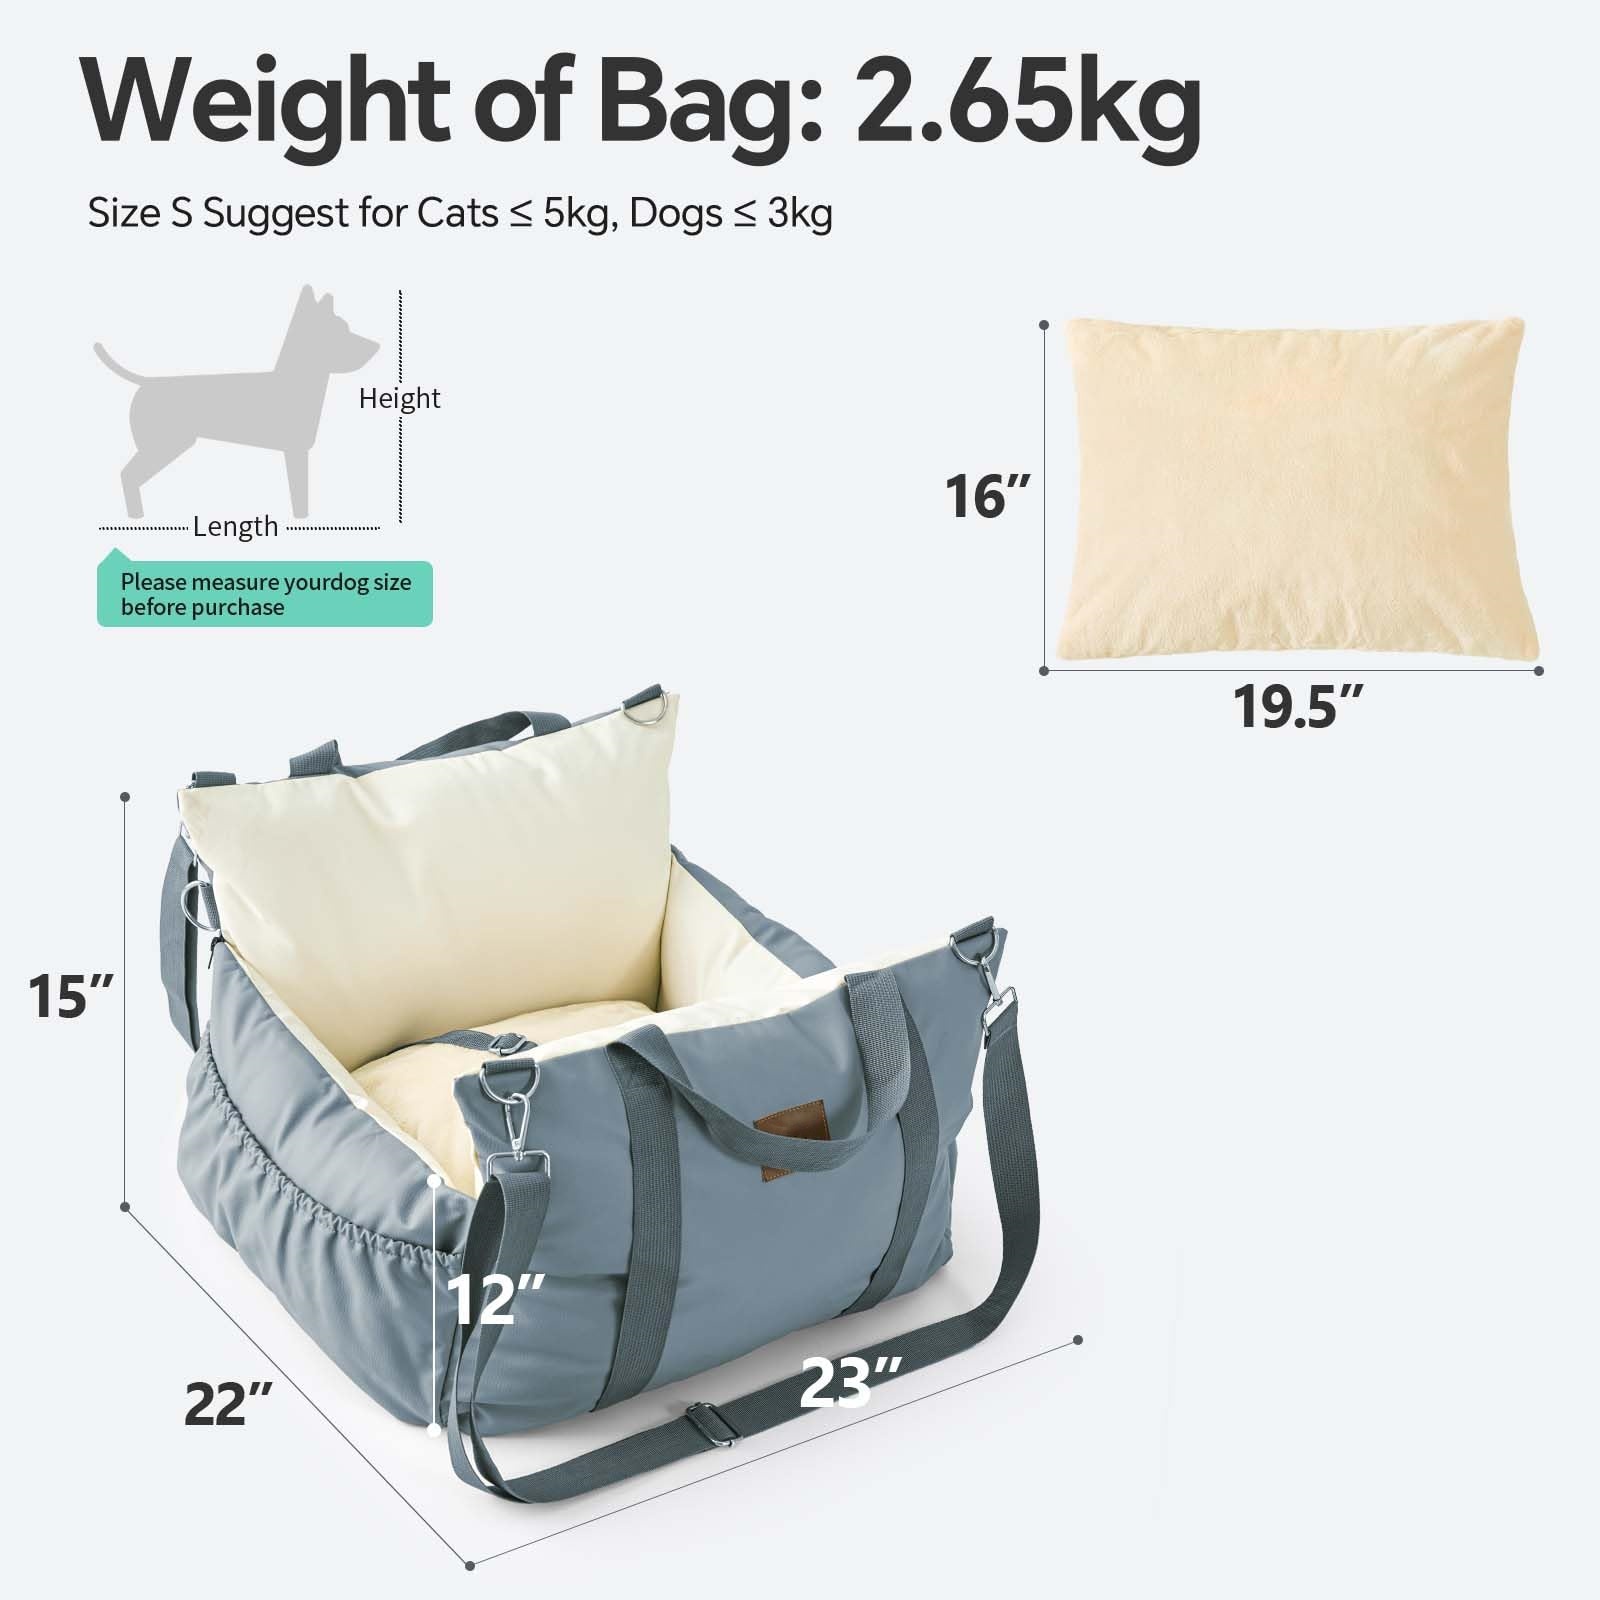 Weight of Bag: 2.65kg
Size S Suggest for Cats ≤ 5kg, Dogs ≤ 3kg
Height
Length
Please measure yourdog size
before purchase
16”
19.5”
15”
12”
22”
23”